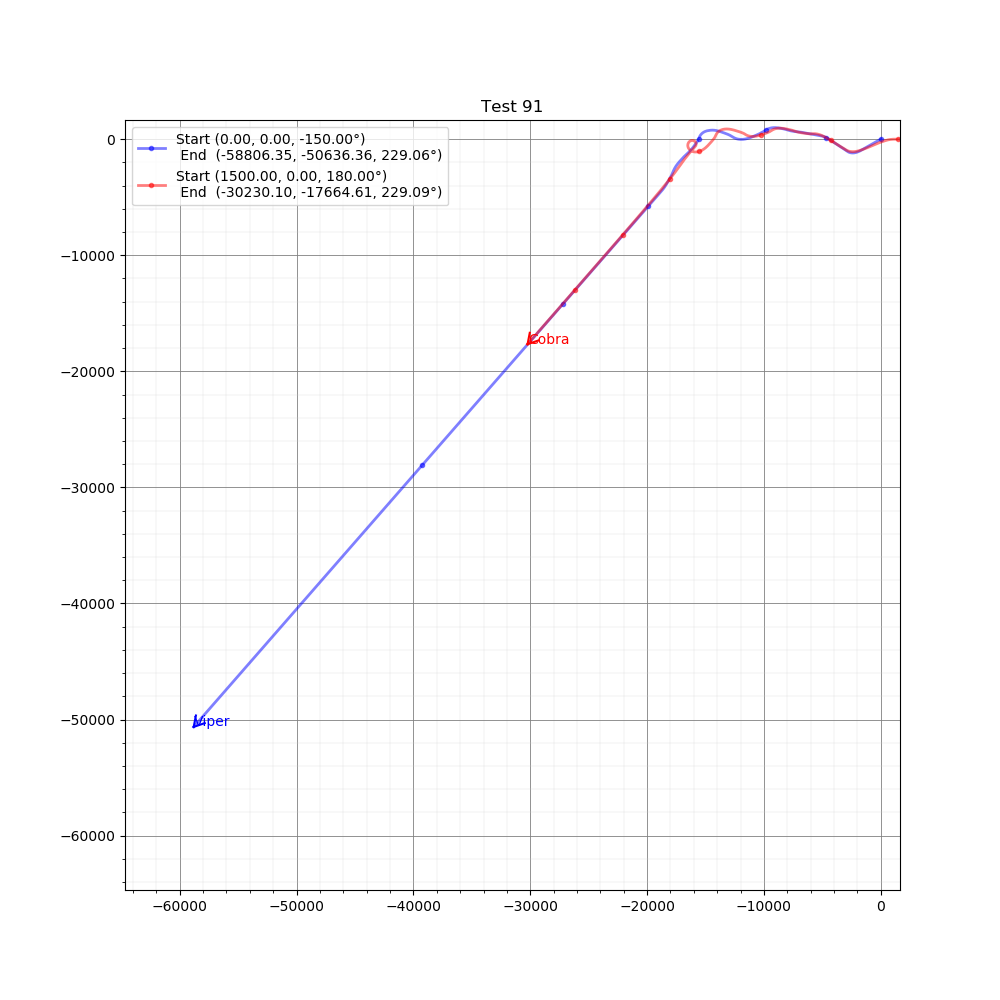 Test 91
Start (0.00, 0.00, -150.00°)
End (-58806.35, -50636.36, 229.06°)
Start (1500.00, 0.00, 180.00°)
End (-30230.10, -17664.61, 229.09°)
0
−10000
−20000
−30000
−40000
−50000
−60000
Cobra
Viper
−60000
−50000
−40000
−30000
−20000
−10000
0